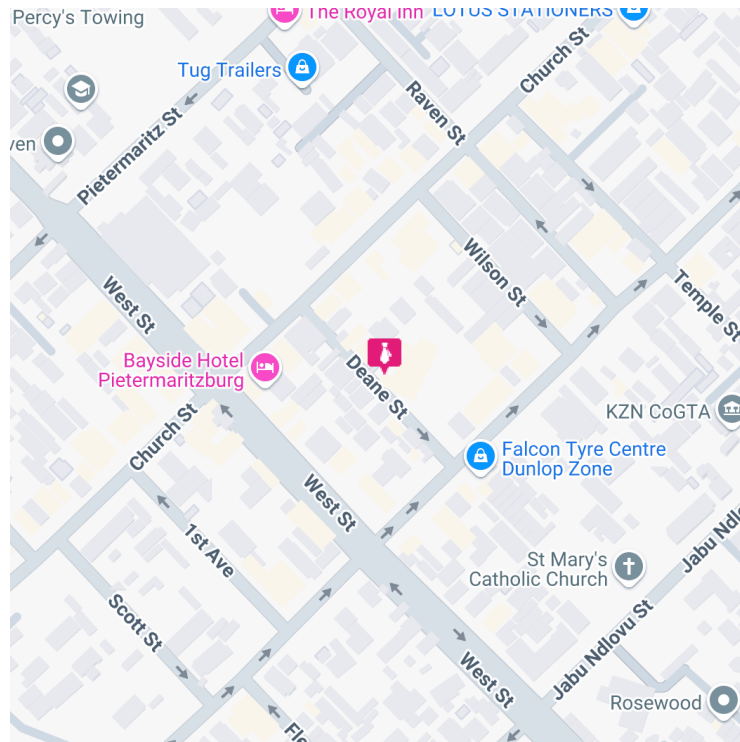 Percy's Towing
The Royal Inn
LOTUS STATIONERS
Church St
Tug Trailers
Raven St
Pietermaritz St
ven
Wilson St
West St
Temple St
Bayside Hotel
Pietermaritzburg
Deane St
KZN CoGTA
Church St
Falcon Tyre Centre
Dunlop Zone
West St
1st Ave
Jabu Ndlo
St Mary's
Catholic Church
Scott St
Jabu Ndlovu St
West St
Rosewood
Fle